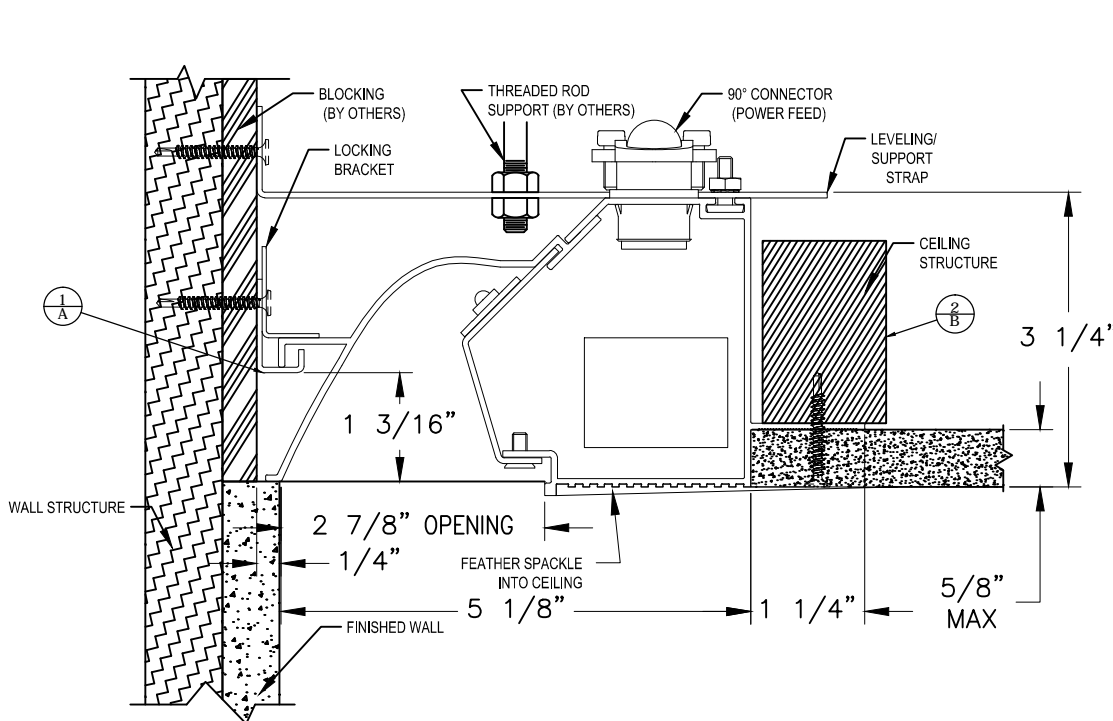 BLOCKING
(BY OTHERS)
THREADED ROD
SUPPORT (BY OTHERS)
90° CONNECTOR
(POWER FEED)
LEVELING/
SUPPORT
STRAP
LOCKING
BRACKET
CEILING
STRUCTURE
1
A
2
B
3 1/4'
1 3/16"
WALL STRUCTURE
2 7/8" OPENING
1/4"
FEATHER SPACKLE
INTO CEILING
5 1/8"
1 1/4"
5/8"
MAX
FINISHED WALL